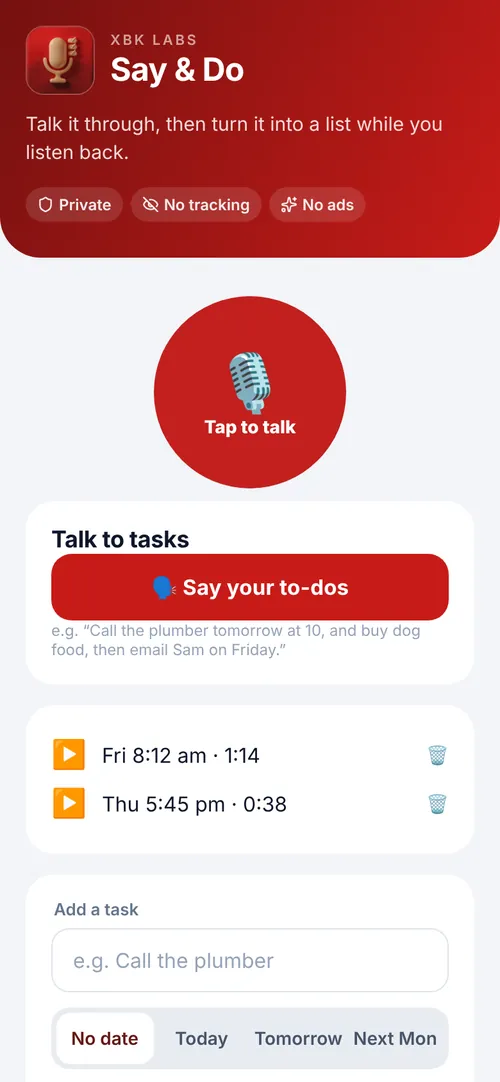 XBK LABS
Say & Do
Talk it through, then turn it into a list while you
listen back.
Private
No tracking
No ads
Tap to talk
Talk to tasks
Say your to-dos
e.g. “Call the plumber tomorrow at 10, and buy dog
food, then email Sam on Friday.”
Fri 8:12 am · 1:14
Thu 5:45 pm · 0:38
Add a task
e.g. Call the plumber
No date Today Tomorrow Next Mon